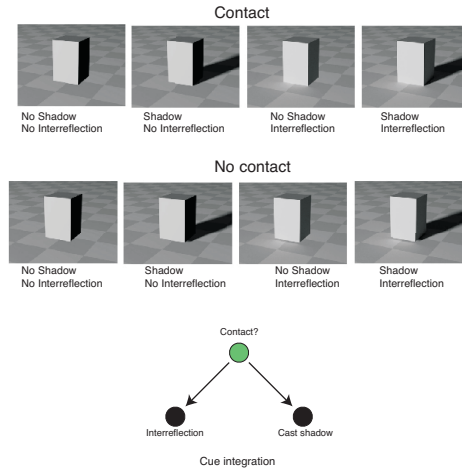 Contact
No Shadow
No Interreflection
Shadow
No Interreflection
No Shadow
Interreflection
Shadow
Interreflection
No contact
No Shadow
No Interreflection
Shadow
No Interreflection
No Shadow
Interreflection
Shadow
Interreflection
Contact?
Interreflection
Cast shadow
Cue integration